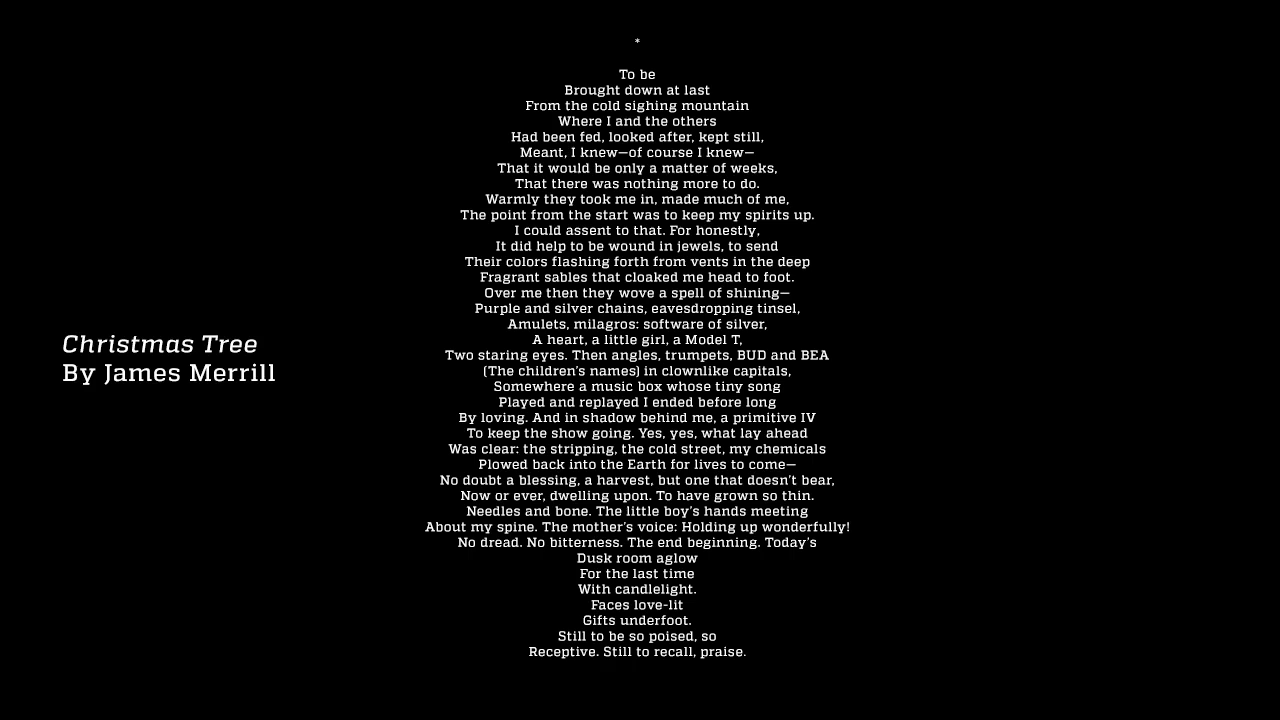 *
To be
Brought down at last
From the cold sighing mountain
Where I and the others
Had been fed, looked after, kept still,
Meant, I knew—of course I knew—
That it would be only a matter of weeks,
That there was nothing more to do.
Warmly they took me in, made much of me,
The point from the start was to keep my spirits up.
I could assent to that. For honestly,
It did help to be wound in jewels, to send
Their colors flashing forth from vents in the deep
Fragrant sables that cloaked me head to foot.
Over me then they wove a spell of shining—
Purple and silver chains, eavesdropping tinsel,
Amulets, milagros: software of silver,
A heart, a little girl, a Model T,
Two staring eyes. Then angles, trumpets, BUD and BEA
(The children's names) in clownlike capitals,
Somewhere a music box whose tiny song
Played and replayed I ended before long
By loving. And in shadow behind me, a primitive IV
To keep the show going. Yes, yes, what lay ahead
Was clear: the stripping, the cold street, my chemicals
Plowed back into the Earth for lives to come—
No doubt a blessing, a harvest, but one that doesn't bear,
Now or ever, dwelling upon. To have grown so thin.
Needles and bone. The little boy's hands meeting
About my spine. The mother's voice: Holding up wonderfully!
No dread. No bitterness. The end beginning. Today's
Dusk room aglow
For the last time
With candlelight.
Faces love-lit
Gifts underfoot.
Still to be so poised, so
Receptive. Still to recall, praise.
Christmas Tree
By James Merrill